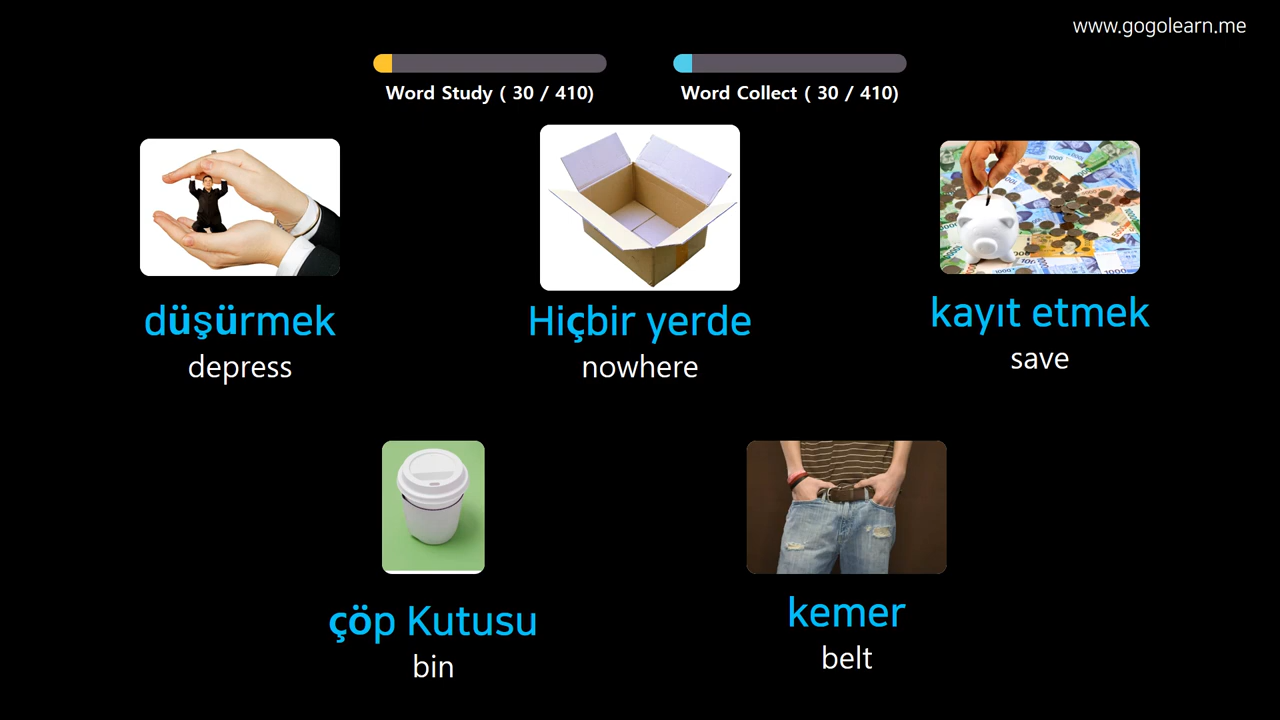 www.gogolearn.me
Word Study ( 30 / 410)
Word Collect ( 30 / 410)
düşürmek
depress
Hiçbir yerde
nowhere
kayıt etmek
save
çöp Kutusu
bin
kemer
belt